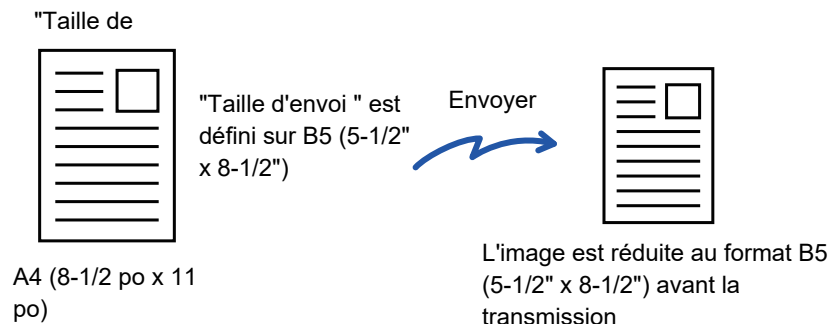 "Taille de
"Taille d'envoi " est
défini sur B5 (5-1/2"
x 8-1/2")
Envoyer
A4 (8-1/2 po x 11
po)
L'image est réduite au format B5
(5-1/2" x 8-1/2") avant la
transmission